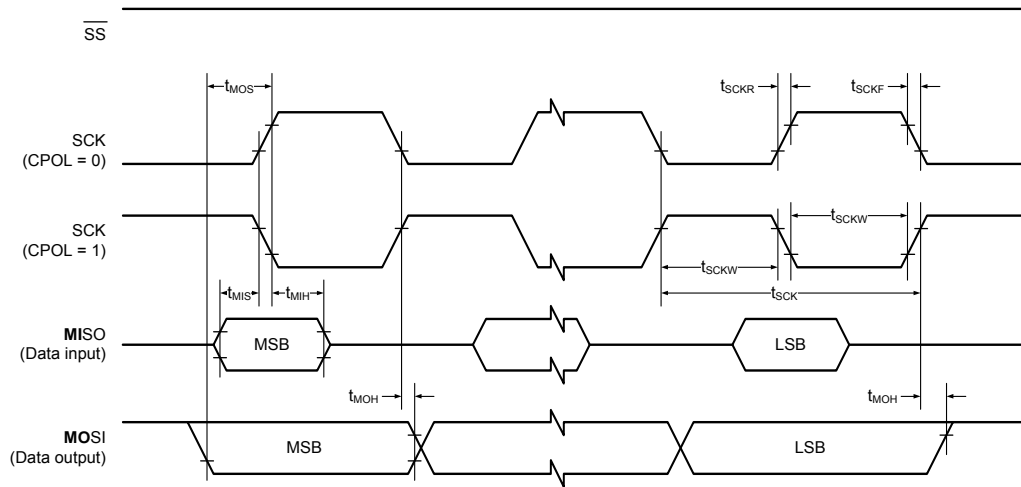 SS
tMOS
tSCKR
tSCKF
SCK
(CPOL = 0)
SCK
(CPOL = 1)
tSCKW
tSCKW
tMIS
tMIH
tSCK
MISO
(Data input)
MSB
LSB
tMOH
tMOH
MOSI
(Data output)
MSB
LSB